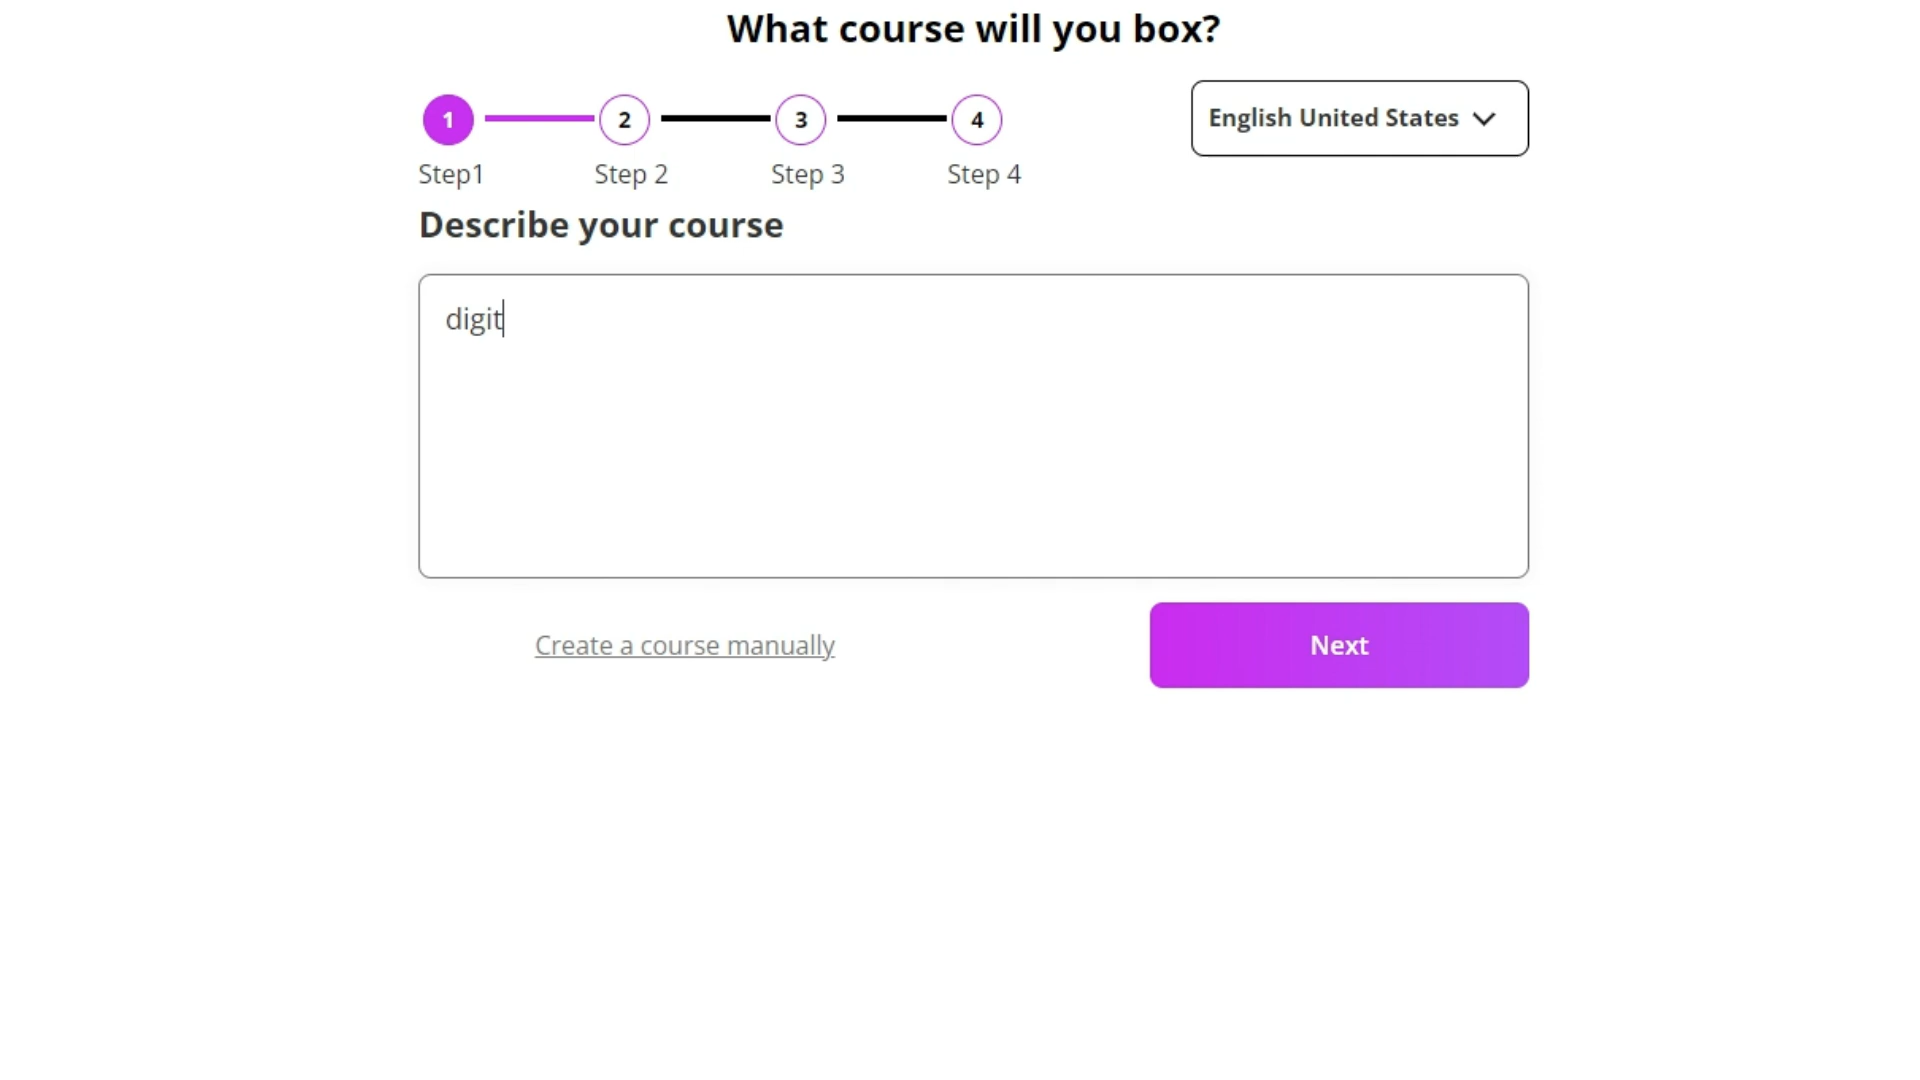 What course will you box?
1 2 3 4
English United States
Step1 Step 2 Step 3 Step 4
Describe your course
digit
Create a course manually
Next